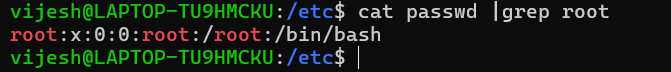 vijesh@LAPTOP-TU9HMCKU:/etc$ cat passwd |grep root
root:x:0:0:root:/root:/bin/bash
vijesh@LAPTOP-TU9HMCKU:/etc$